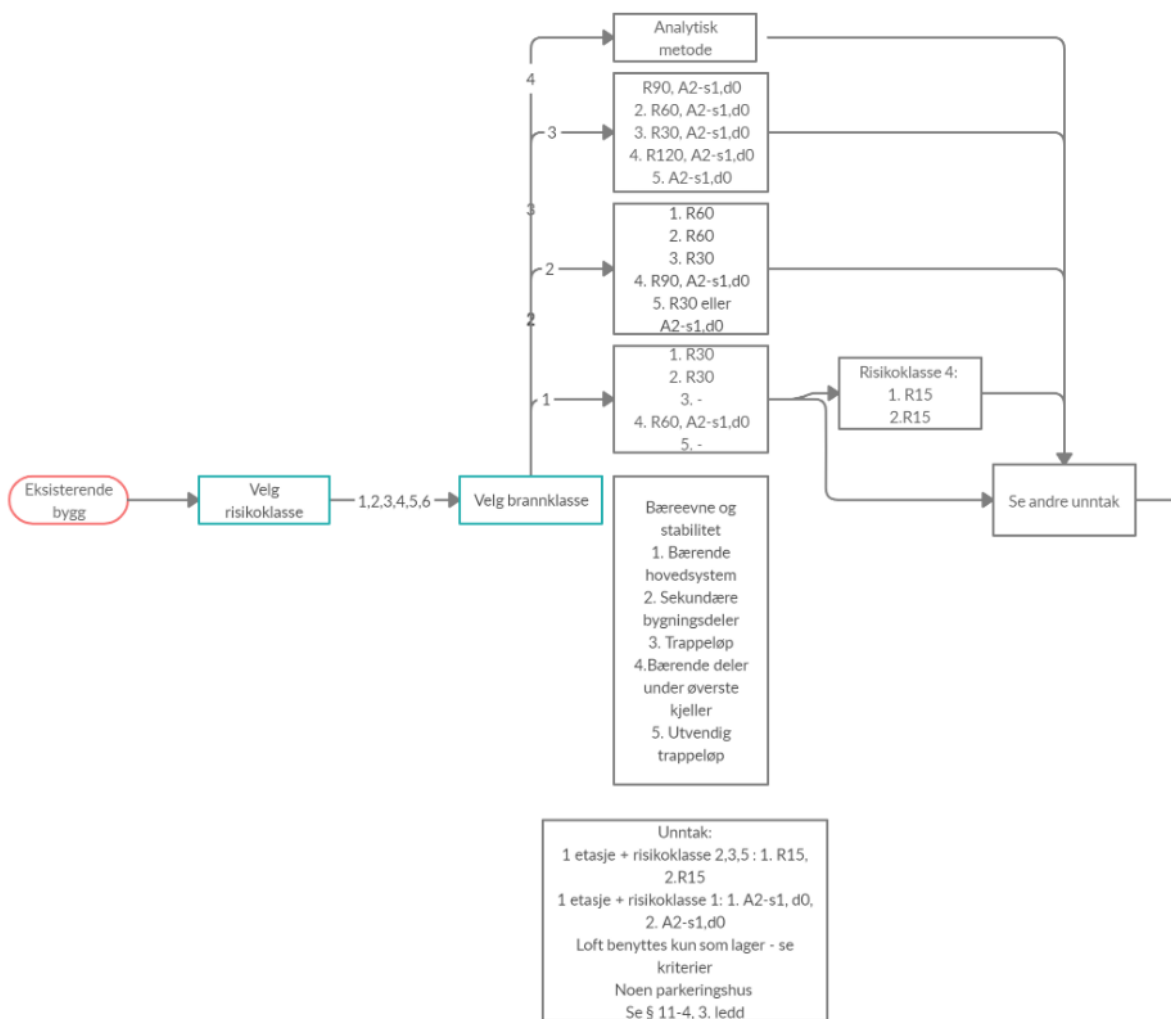 Analytisk
metode
4
R90, A2-s1,d0
2. R60, A2-s1,d0
3. R30, A2-s1,d0
4. R120, A2-s1,d0
5. A2-s1,d0
3
3
1. R60
2. R60
3. R30
4. R90, A2-s1,d0
5. R30 eller
A2-s1,d0
2
2
1. R30
2. R30
3. -
4. R60, A2-s1,d0
5. -
1
Risikoklasse 4:
1. R15
2.R15
Eksisterende
bygg
Velg
risikoklasse
1,2,3,4,5,6
Velg brannklasse
Se andre unntak
Bæreevne og
stabilitet
1. Bærende
hovedsystem
2. Sekundære
bygningsdeler
3. Trappeløp
4.Bærende deler
under øverste
kjeller
5. Utvendig
trappeløp
Unntak:
1 etasje + risikoklasse 2,3,5 : 1. R15,
2.R15
1 etasje + risikoklasse 1: 1. A2-s1, d0,
2. A2-s1,d0
Loft benyttes kun som lager - se
kriterier
Noen parkeringshus
Se § 11-4, 3. ledd